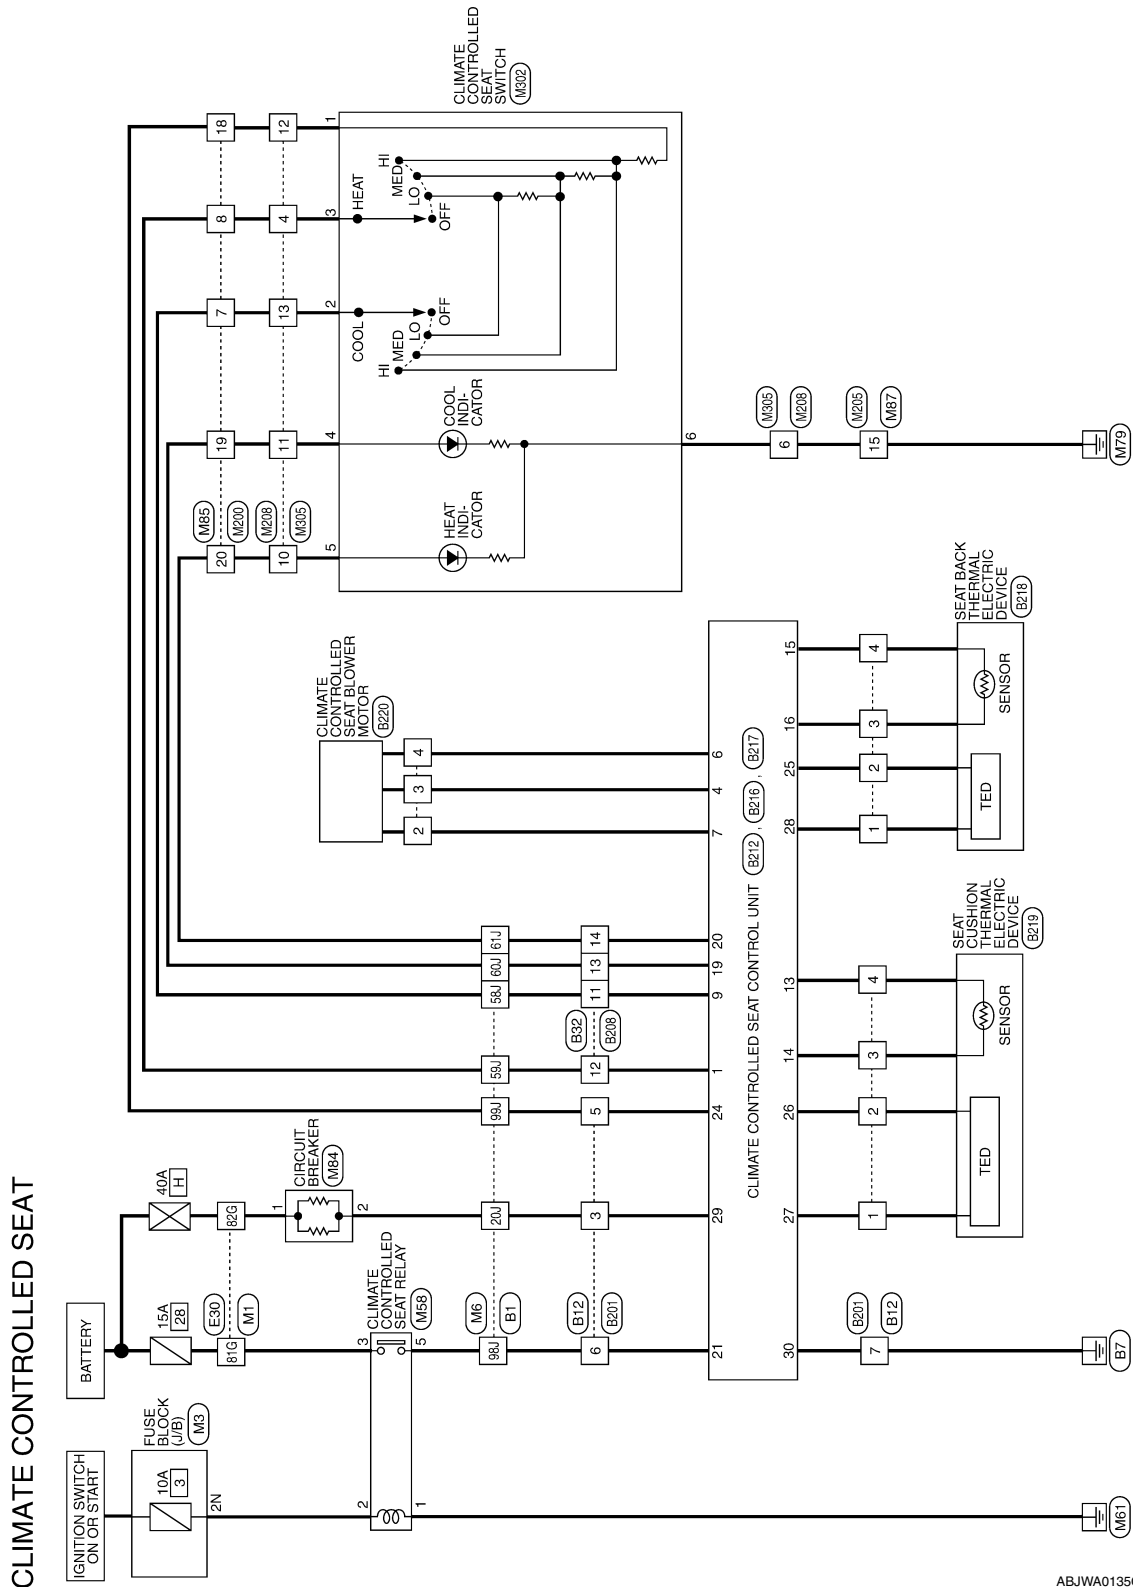 CLIMATE CONTROLLED SEAT
IGNITION SWITCH
ON OR START
BATTERY
FUSE
BLOCK
(J/B)
M3
10A
3
2N
15A
28
40A
H
E30
M1
81G
82G
CIRCUIT
BREAKER
M84
1
2
CLIMATE
CONTROLLED
SEAT RELAY
M58
2
1
3
5
M6
B1
98J
20J
99J
59J
58J
60J
61J
B12
B201
6
3
5
12
B32
B208
11
13
14
21
29
24
1
9
19
20
7
4
6
CLIMATE CONTROLLED SEAT CONTROL UNIT
B212
,
B216
,
B217
30
27
26
14
13
28
25
16
15
CLIMATE
CONTROLLED
SEAT BLOWER
MOTOR
B220
2
3
4
M85
M200
M208
M305
20
19
7
8
18
10
11
13
4
12
5
4
2
3
1
CLIMATE
CONTROLLED
SEAT
SWITCH
M302
HEAT
INDI-
CATOR
COOL
INDI-
CATOR
COOL
HI
MED
LO
OFF
HEAT
OFF
LO
MED
HI
6
6
M305
M208
15
M205
M87
M79
B201
B12
7
B7
M61
1
2
3
4
SEAT
CUSHION
THERMAL
ELECTRIC
DEVICE
B219
TED
SENSOR
1
2
3
4
SEAT BACK
THERMAL
ELECTRIC
DEVICE
B218
TED
SENSOR